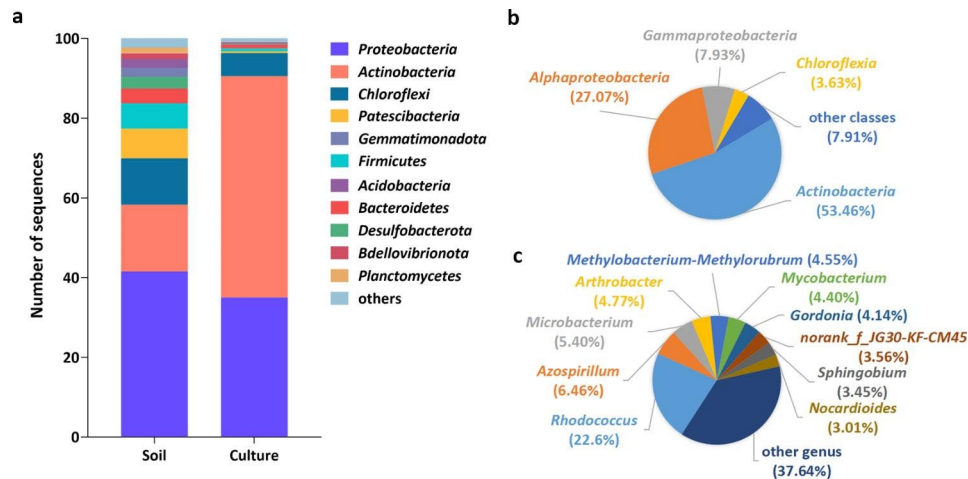 a
100
80
60
40
20
0
Number of sequences
Soil
Culture
Proteobacteria
Actinobacteria
Chloroflexi
Patescibacteria
Gemmatimonadota
Firmicutes
Acidobacteria
Bacteroidetes
Desulfobacterota
Bdellovibrionota
Planctomycetes
others
b
Gammaproteobacteria
(7.93%)
Alphaproteobacteria
(27.07%)
Chloroflexia
(3.63%)
other classes
(7.91%)
Actinobacteria
(53.46%)
c
Methylobacterium-Methylorubrum (4.55%)
Arthrobacter
(4.77%)
Mycobacterium
(4.40%)
Gordonia (4.14%)
Microbacterium
(5.40%)
norank_f_JG30-KF-CM45
(3.56%)
Azospirillum
(6.46%)
Sphingobium
(3.45%)
Rhodococcus
(22.6%)
Nocardioides
(3.01%)
other genus
(37.64%)